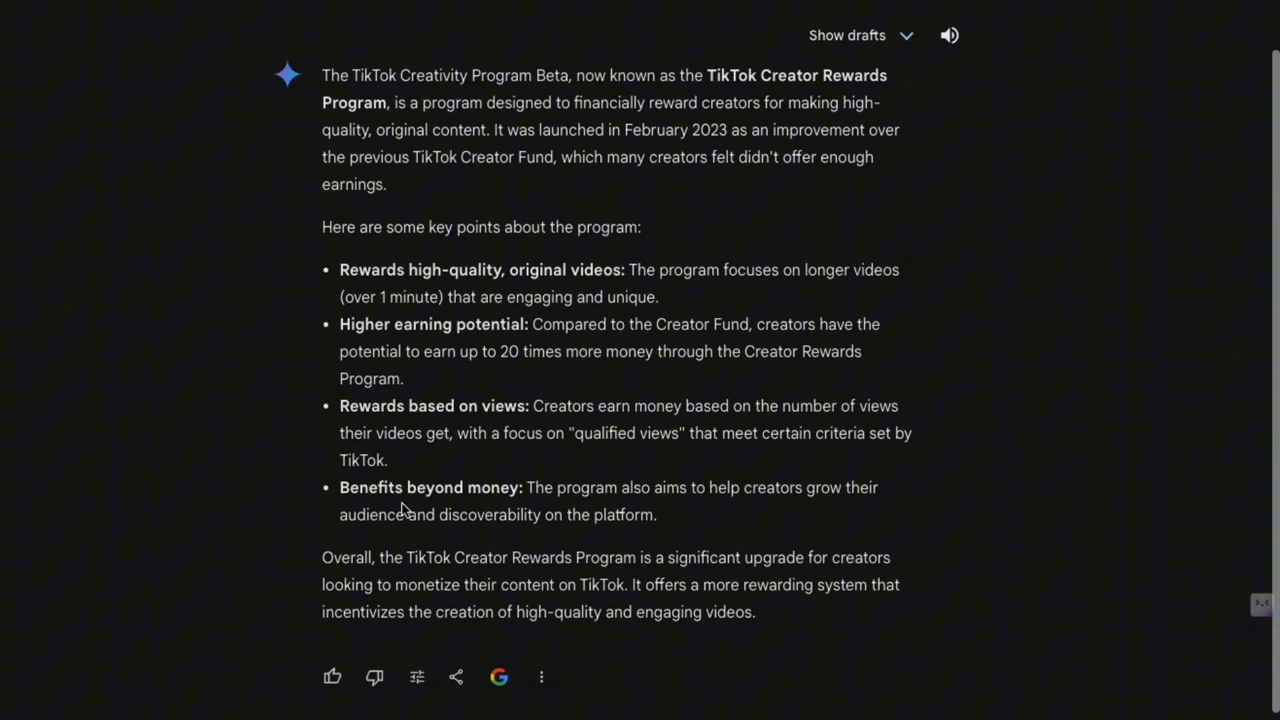 Show drafts
The TikTok Creativity Program Beta, now known as the TikTok Creator Rewards
Program, is a program designed to financially reward creators for making high-
quality, original content. It was launched in February 2023 as an improvement over
the previous TikTok Creator Fund, which many creators felt didn't offer enough
earnings.
Here are some key points about the program:
• Rewards high-quality, original videos: The program focuses on longer videos
(over 1 minute) that are engaging and unique.
• Higher earning potential: Compared to the Creator Fund, creators have the
potential to earn up to 20 times more money through the Creator Rewards
Program.
• Rewards based on views: Creators earn money based on the number of views
their videos get, with a focus on "qualified views" that meet certain criteria set by
TikTok.
• Benefits beyond money: The program also aims to help creators grow their
audience and discoverability on the platform.
Overall, the TikTok Creator Rewards Program is a significant upgrade for creators
looking to monetize their content on TikTok. It offers a more rewarding system that
incentivizes the creation of high-quality and engaging videos.